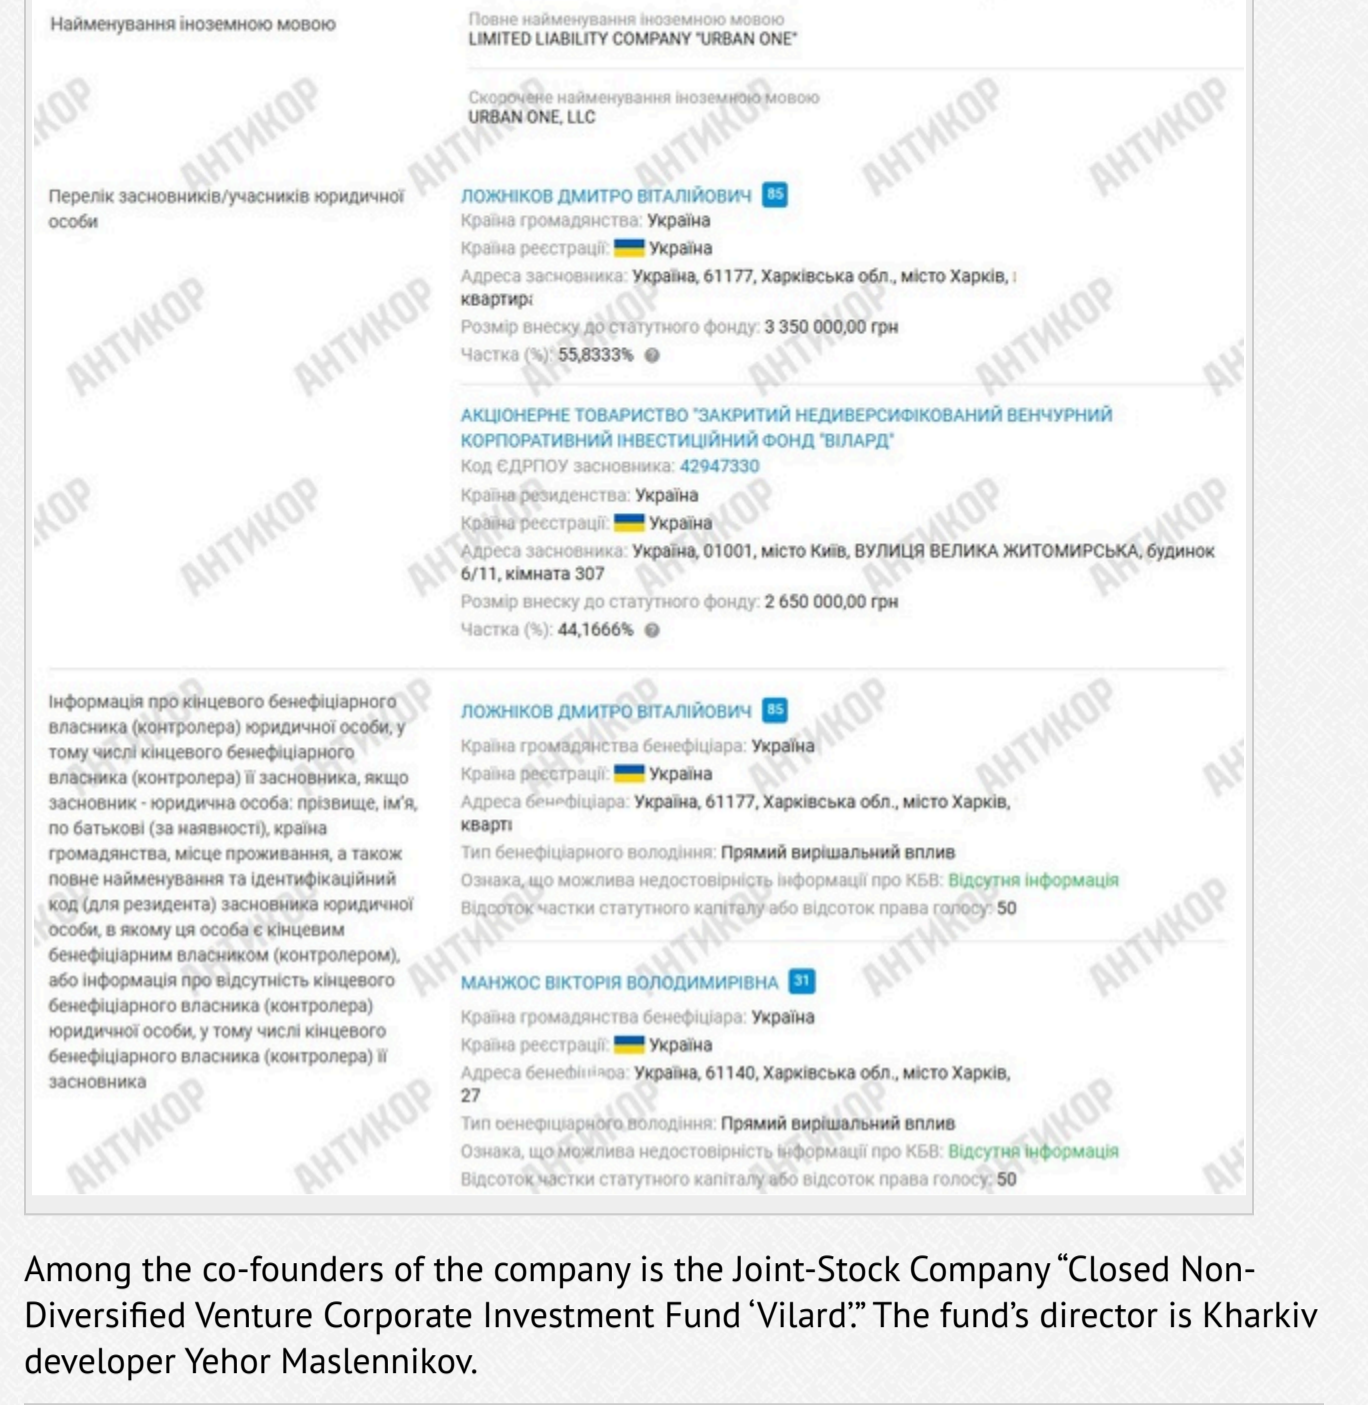 Найменування іноземною мовою
Повне найменування іноземною мовою
LIMITED LIABILITY COMPANY "URBAN ONE"
Скорочене найменування іноземною мовою
URBAN ONE, LLC
Перелік засновників/учасників юридичної
особи
ЛОЖНІКОВ ДМИТРО ВІТАЛІЙОВИЧ 85
Країна громадянства: Україна
Країна реєстрації: Україна
Адреса засновника: Україна, 61177, Харківська обл., місто Харків,
квартир
Розмір внеску до статутного фонду: 3 350 000,00 грн
Частка (%): 55,8333%
АКЦІОНЕРНЕ ТОВАРИСТВО "ЗАКРИТИЙ НЕДИВЕРСИФІКОВАНИЙ ВЕНЧУРНИЙ
КОРПОРАТИВНИЙ ІНВЕСТИЦІЙНИЙ ФОНД "ВІЛАРД"
Код ЄДРПОУ засновника: 42947330
Країна резиденства: Україна
Країна реєстрації: Україна
Адреса засновника: Україна, 01001, місто Київ, ВУЛИЦЯ ВЕЛИКА ЖИТОМИРСЬКА, будинок
6/11, кімната 307
Розмір внеску до статутного фонду: 2 650 000,00 грн
Частка (%): 44,1666%
Інформація про кінцевого бенефіціарного
власника (контролера) юридичної особи, у
тому числі кінцевого бенефіціарного
власника (контролера) її засновника, якщо
засновник - юридична особа: прізвище, ім'я,
по батькові (за наявності), країна
громадянства, місце проживання, а також
повне найменування та ідентифікаційний
код (для резидента) засновника юридичної
особи, в якому ця особа є кінцевим
бенефіціарним власником (контролером),
або інформація про відсутність кінцевого
бенефіціарного власника (контролера)
юридичної особи, у тому числі кінцевого
бенефіціарного власника (контролера) її
засновника
ЛОЖНІКОВ ДМИТРО ВІТАЛІЙОВИЧ 85
Країна громадянства бенефіціара: Україна
Країна реєстрації: Україна
Адреса бенефіціара: Україна, 61177, Харківська обл., місто Харків,
кварті
Тип бенефіціарного володіння: Прямий вирішальний вплив
Ознака, що можлива недостовірність інформації про КБВ: Відсутня інформація
Відсоток частки статутного капіталу або відсоток права голосу: 50
МАНЖОС ВІКТОРІЯ ВОЛОДИМИРІВНА 31
Країна громадянства бенефіціара: Україна
Країна реєстрації: Україна
Адреса бенефіціара: Україна, 61140, Харківська обл., місто Харків,
27
Тип бенефіціарного володіння: Прямий вирішальний вплив
Ознака, що можлива недостовірність інформації про КБВ: Відсутня інформація
Відсоток частки статутного капіталу або відсоток права голосу: 50
АНТИКОР
Among the co-founders of the company is the Joint-Stock Company “Closed Non-
Diversified Venture Corporate Investment Fund ‘Vilard’.” The fund’s director is Kharkiv
developer Yehor Maslennikov.